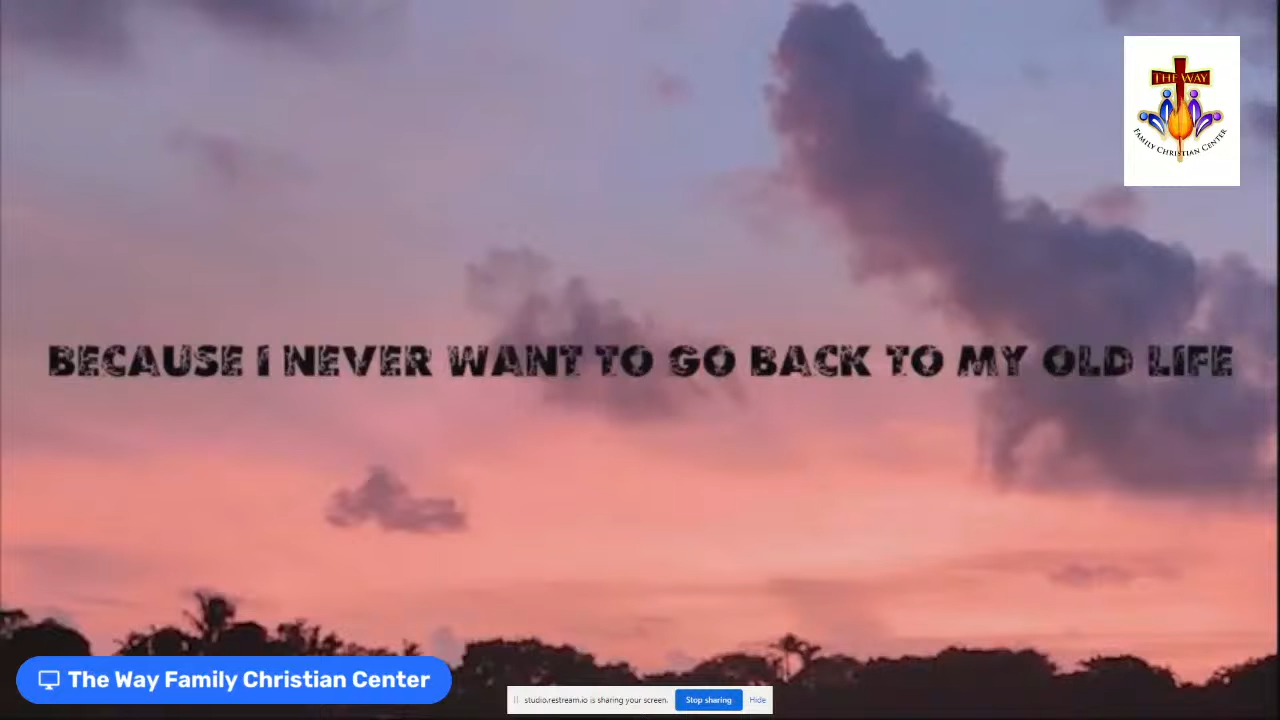 THE WAY
FAMILY CHRISTIAN CENTER
BECAUSE I NEVER WANT TO GO BACK TO MY OLD LIFE
The Way Family Christian Center
studio.restream.io is sharing your screen.
Stop sharing
Hide